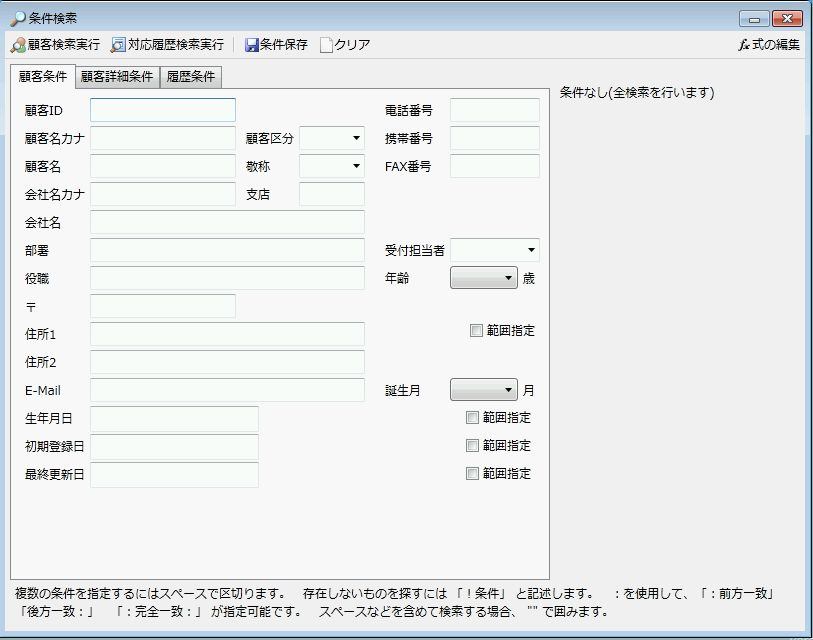 条件検索
顧客検索実行 対応履歴検索実行 条件保存 クリア fx 式の編集
顧客条件 顧客詳細条件 履歴条件
条件なし(全検索を行います)
顧客ID 電話番号
顧客名カナ 顧客区分 携帯番号
顧客名 敬称 FAX番号
会社名カナ 支店
会社名
部署 受付担当者
役職 年齢 歳
〒
住所1 範囲指定
住所2
E-Mail 誕生月 月
生年月日 範囲指定
初期登録日 範囲指定
最終更新日 範囲指定
複数の条件を指定するにはスペースで区切ります。 存在しないものを探すには 「！条件」 と記述します。 ：を使用して、「：前方一致」
「後方一致：」 「：完全一致：」 が指定可能です。 スペースなどを含めて検索する場合、 "" で囲みます。